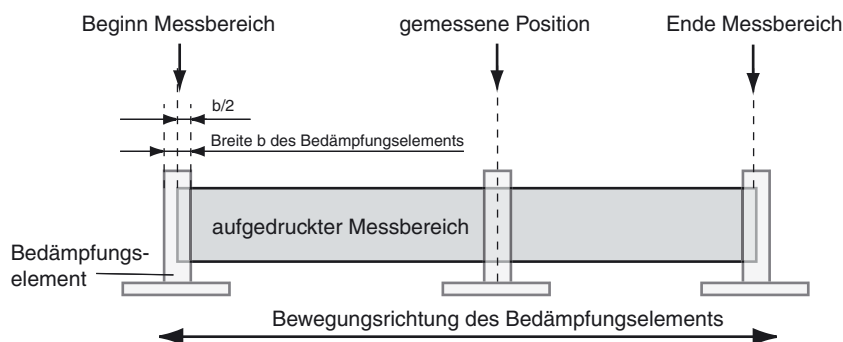 Beginn Messbereich
gemessene Position
Ende Messbereich
b/2
Breite b des Bedämpfungselements
aufgedruckter Messbereich
Bedämpfungs-
element
Bewegungsrichtung des Bedämpfungselements